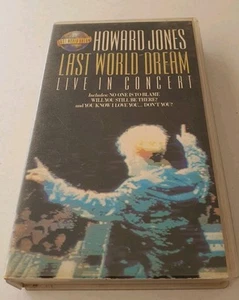 HOWARD JONES
LAST WORLD DREAM
LIVE IN CONCERT
Includes: NO ONE IS TO BLAME
WILL YOU STILL BE THERE?
and YOU KNOW I LOVE YOU... DON'T YOU?